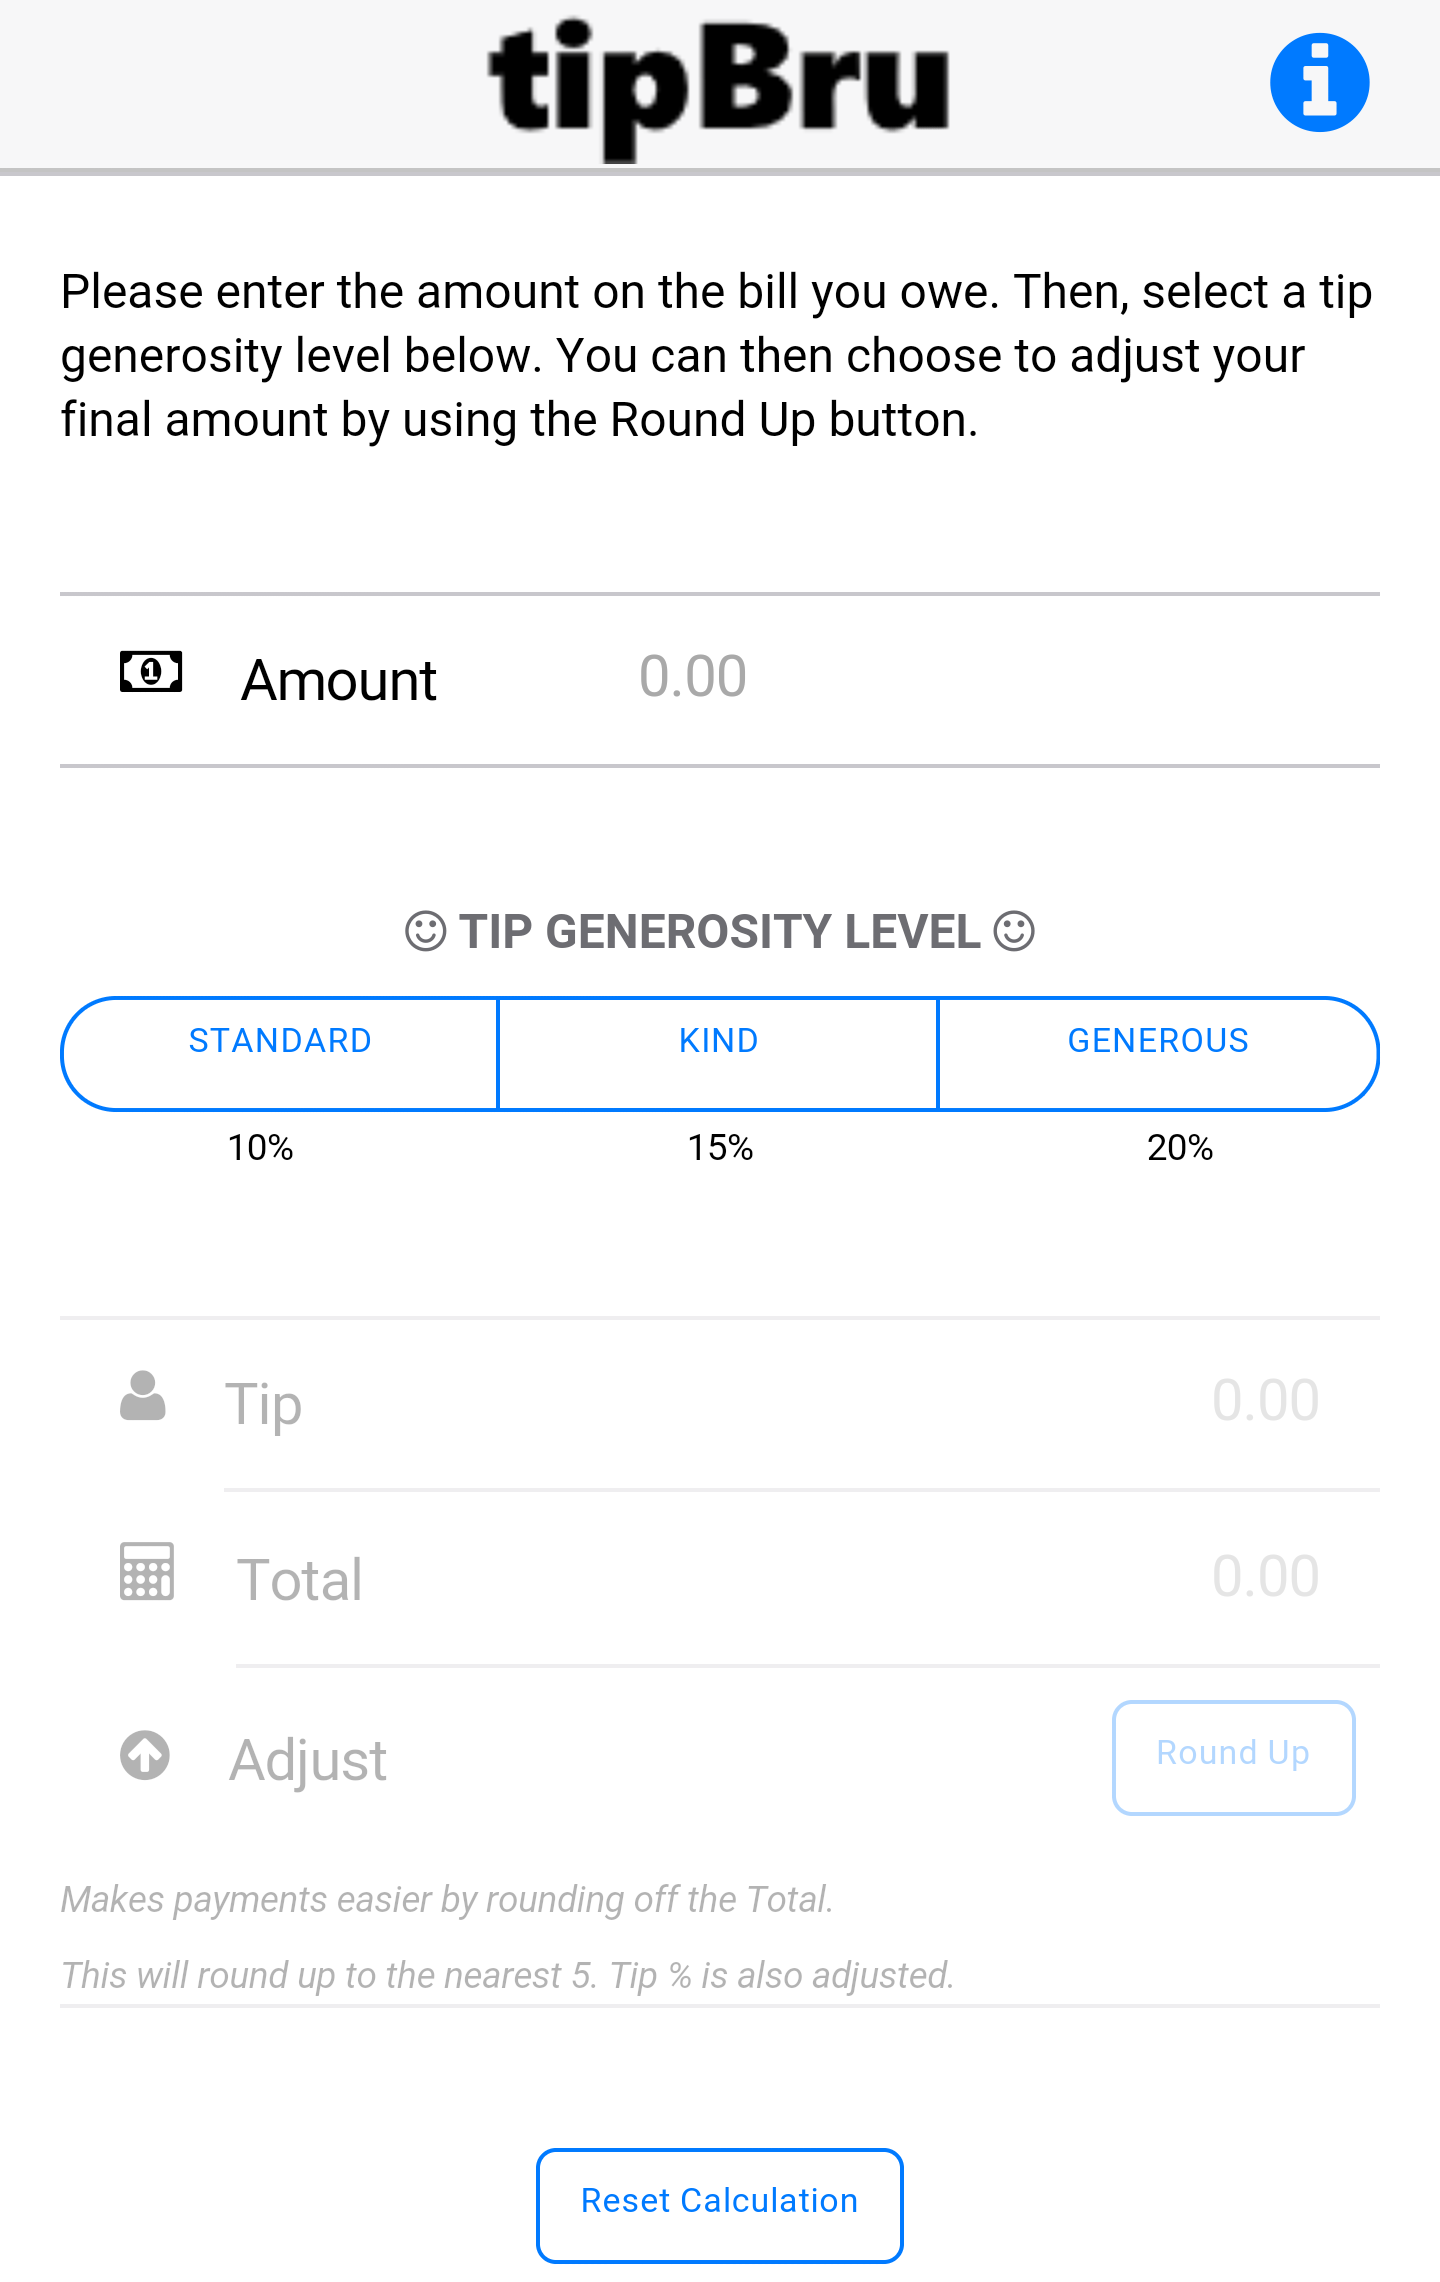 tipBru
Please enter the amount on the bill you owe. Then, select a tip
generosity level below. You can then choose to adjust your
final amount by using the Round Up button.
Amount 0.00
TIP GENEROSITY LEVEL
STANDARD KIND GENEROUS
10% 15% 20%
Tip 0.00
Total 0.00
Adjust Round Up
Makes payments easier by rounding off the Total.
This will round up to the nearest 5. Tip % is also adjusted.
Reset Calculation